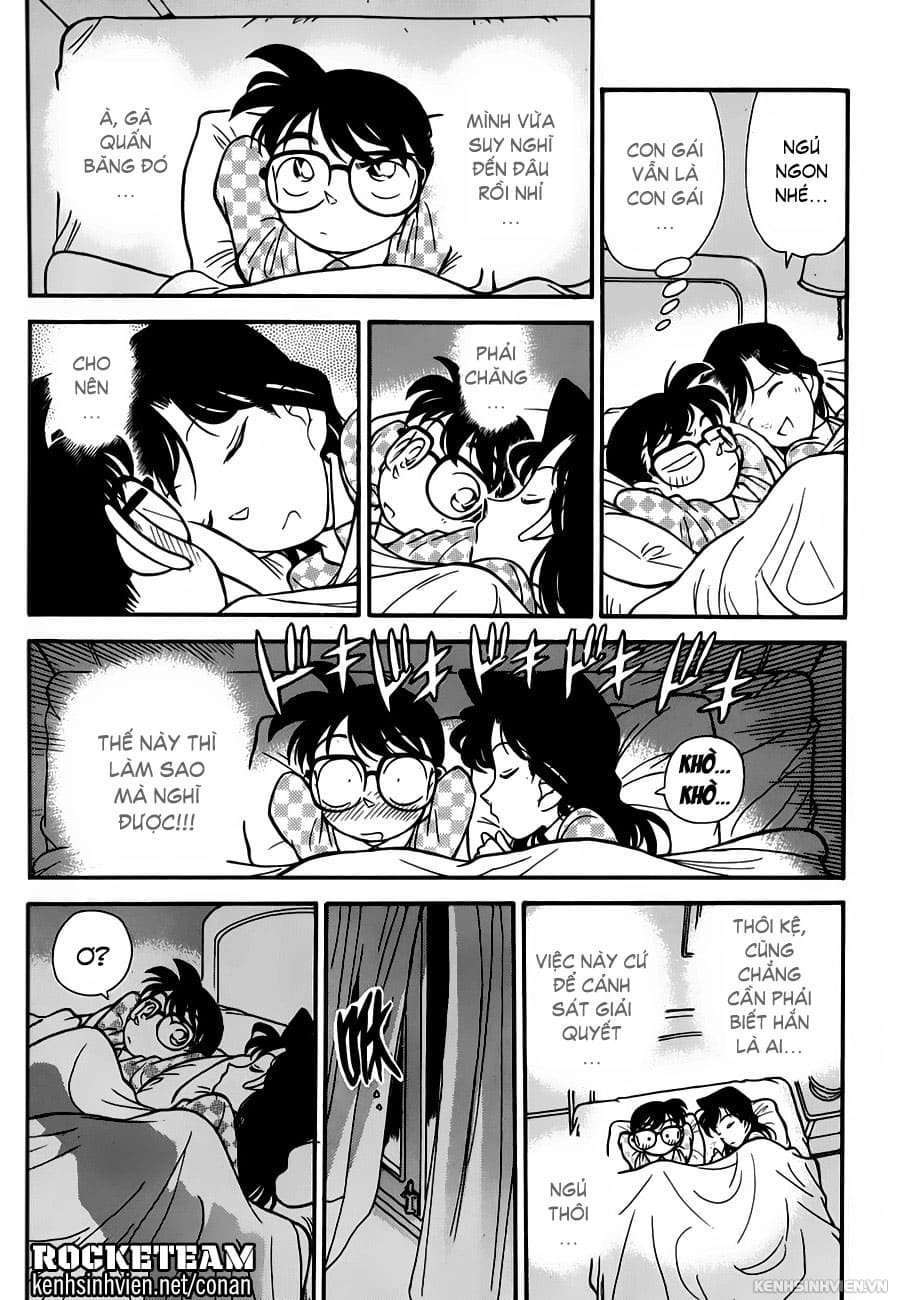 NGỦ
NGON
NHÉ...
CON GÁI
VẪN LÀ
CON GÁI
...
MÌNH VỪA
SUY NGHĨ
ĐẾN ĐÂU
RỒI NHỈ
...
À, GÃ
QUẤN
BĂNG ĐÓ
...
PHẢI
CHĂNG
...
CHO
NÊN
...
ドキ ドキ ドキ ドキ
THẾ NÀY THÌ
LÀM SAO
MÀ NGHĨ
ĐƯỢC!!!
KHÒ...
KHÒ...
THÔI KỆ,
CŨNG
CHẲNG
CẦN PHẢI
BIẾT HẮN
LÀ AI...
VIỆC NÀY CỨ
ĐỂ CẢNH
SÁT GIẢI
QUYẾT
...
NGỦ
THÔI
Ơ?
ROCKETEAM
kenhsinhvien.net/conan
KENHSINHVIEN.VN